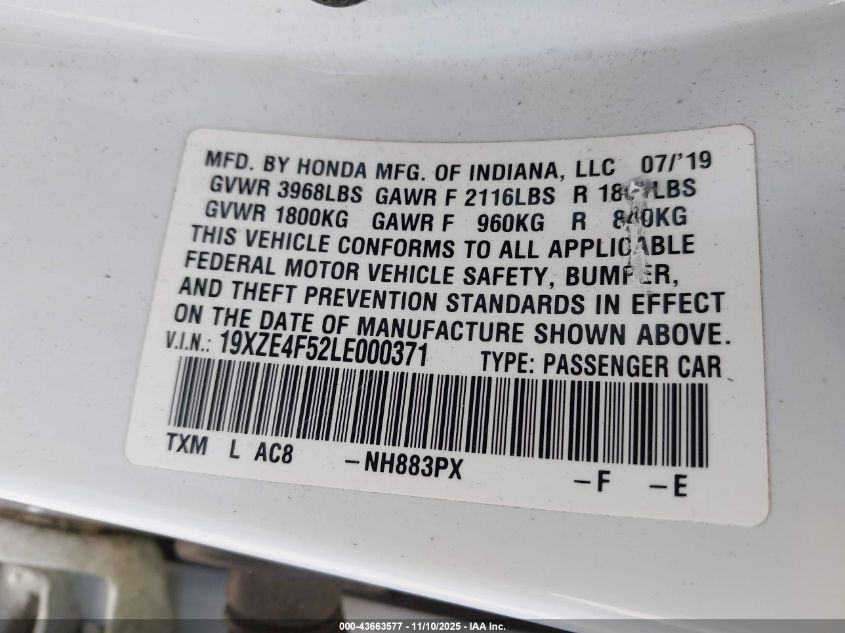 MFD. BY HONDA MFG. OF INDIANA, LLC 07/'19
GVWR 3968LBS GAWR F 2116LBS R
GVWR 1800KG GAWR F 960KG R 840KG
THIS VEHICLE CONFORMS TO ALL APPLICABLE
FEDERAL MOTOR VEHICLE SAFETY, BUMPER,
AND THEFT PREVENTION STANDARDS IN EFFECT
ON THE DATE OF MANUFACTURE SHOWN ABOVE.
V.I.N.: 19XZE4F52LE000371 TYPE: PASSENGER CAR
TXM L AC8 -NH883PX -F -E
000-43663577 - 11/10/2025 - IAA Inc.